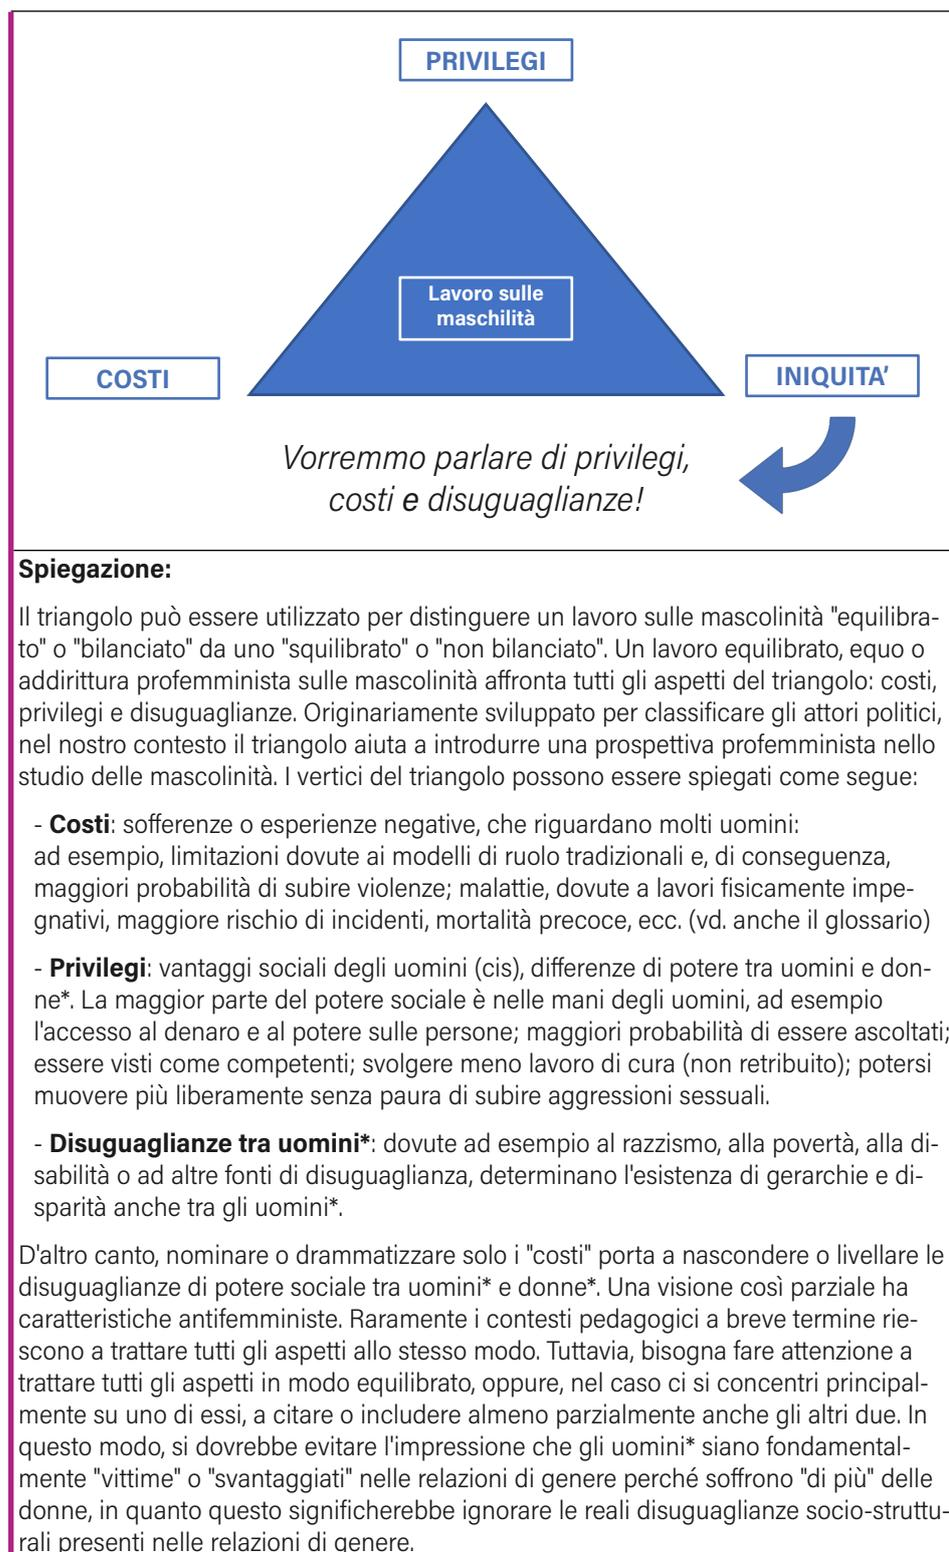 PRIVILEGI
Lavoro sulle
maschilità
COSTI
INIQUITA’
Vorremmo parlare di privilegi,
costi e disuguaglianze!
Spiegazione:
Il triangolo può essere utilizzato per distinguere un lavoro sulle mascolinità "equilibra-
to" o "bilanciato" da uno "squilibrato" o "non bilanciato". Un lavoro equilibrato, equo o
addirittura profemminista sulle mascolinità affronta tutti gli aspetti del triangolo: costi,
privilegi e disuguaglianze. Originariamente sviluppato per classificare gli attori politici,
nel nostro contesto il triangolo aiuta a introdurre una prospettiva profemminista nello
studio delle mascolinità. I vertici del triangolo possono essere spiegati come segue:
- Costi: sofferenze o esperienze negative, che riguardano molti uomini:
ad esempio, limitazioni dovute ai modelli di ruolo tradizionali e, di conseguenza,
maggiori probabilità di subire violenze; malattie, dovute a lavori fisicamente impe-
gnativi, maggiore rischio di incidenti, mortalità precoce, ecc. (vd. anche il glossario)
- Privilegi: vantaggi sociali degli uomini (cis), differenze di potere tra uomini e don-
ne*. La maggior parte del potere sociale è nelle mani degli uomini, ad esempio
l'accesso al denaro e al potere sulle persone; maggiori probabilità di essere ascoltati;
essere visti come competenti; svolgere meno lavoro di cura (non retribuito); potersi
muovere più liberamente senza paura di subire aggressioni sessuali.
- Disuguaglianze tra uomini*: dovute ad esempio al razzismo, alla povertà, alla di-
sabilità o ad altre fonti di disuguaglianza, determinano l'esistenza di gerarchie e di-
sparità anche tra gli uomini*.
D'altro canto, nominare o drammatizzare solo i "costi" porta a nascondere o livellare le
disuguaglianze di potere sociale tra uomini* e donne*. Una visione così parziale ha
caratteristiche antifemministe. Raramente i contesti pedagogici a breve termine rie-
scono a trattare tutti gli aspetti allo stesso modo. Tuttavia, bisogna fare attenzione a
trattare tutti gli aspetti in modo equilibrato, oppure, nel caso ci si concentri principal-
mente su uno di essi, a citare o includere almeno parzialmente anche gli altri due. In
questo modo, si dovrebbe evitare l'impressione che gli uomini* siano fondamental-
mente "vittime" o "svantaggiati" nelle relazioni di genere perché soffrono "di più" delle
donne, in quanto questo significherebbe ignorare le reali disuguaglianze socio-struttu-
rali presenti nelle relazioni di genere.